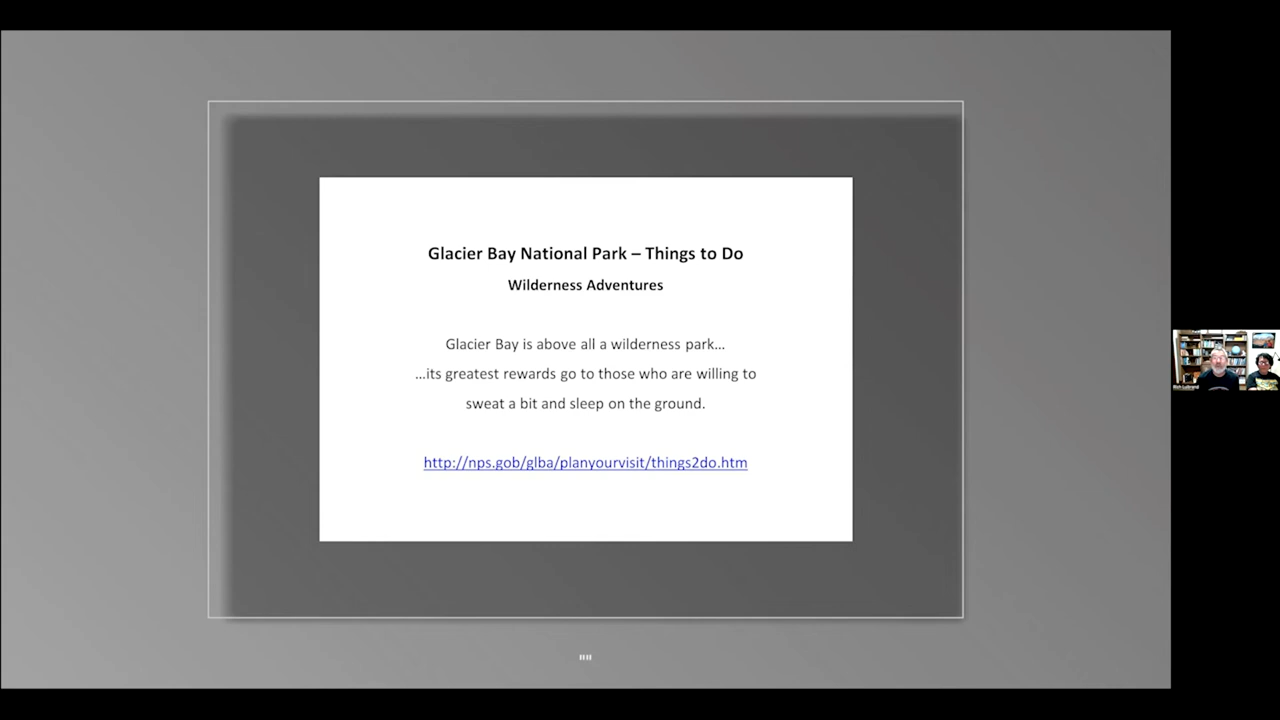 Glacier Bay National Park – Things to Do
Wilderness Adventures
Glacier Bay is above all a wilderness park...
...its greatest rewards go to those who are willing to
sweat a bit and sleep on the ground.
http://nps.gob/glba/planyourvisit/things2do.htm